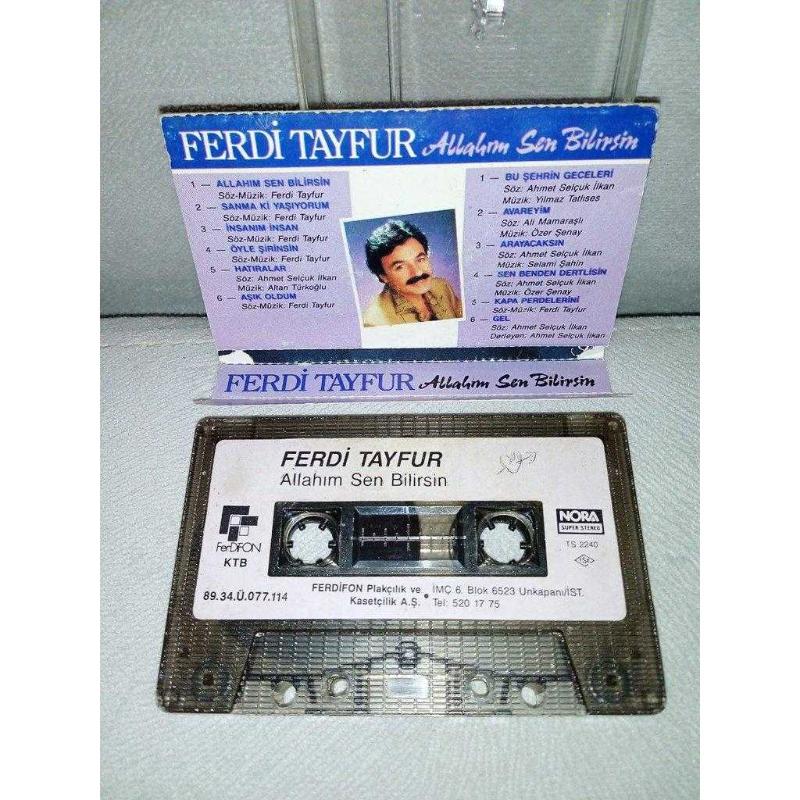 FERDİ TAYFUR Allahım Sen Bilirsin
1 — ALLAHIM SEN BİLİRSİN
Söz-Müzik: Ferdi Tayfur
2 — SANMA Kİ YAŞIYORUM
Söz-Müzik: Ferdi Tayfur
3 — İNSANIM İNSAN
Söz-Müzik: Ferdi Tayfur
4 — ÖYLE ŞİRİNSİN
Söz-Müzik: Ferdi Tayfur
5 — HATIRALAR
Söz: Ahmet Selçuk İlkan
Müzik: Altan Türkoğlu
6 — AŞIK OLDUM
Söz-Müzik: Ferdi Tayfur
1 — BU ŞEHRİN GECELERİ
Söz: Ahmet Selçuk İlkan
Müzik: Yılmaz Tatlıses
2 — AVAREYİM
Söz: Ali Mamaraşlı
Müzik: Özer Şenay
3 — ARAYACAKSIN
Söz: Ahmet Selçuk İlkan
Müzik: Selami Şahin
4 — SEN BENDEN DERTLİSİN
Söz: Ahmet Selçuk İlkan
Müzik: Özer Şenay
5 — KAPA PERDELERİNİ
Söz-Müzik: Ferdi Tayfur
6 — GEL
Söz: Ahmet Selçuk İlkan
Derleyen: Ahmet Selçuk İlkan
FERDİ TAYFUR Allahım Sen Bilirsin
FERDİ TAYFUR
Allahım Sen Bilirsin
FerDiFON
KTB
89.34.Ü.077.114
NORA
SUPER STEREO
TS 2240
TSE
FERDİFON Plakçılık ve Kasetçilik A.Ş. • İMÇ 6. Blok 6523 Unkapanı/İST.
Tel: 520 17 75